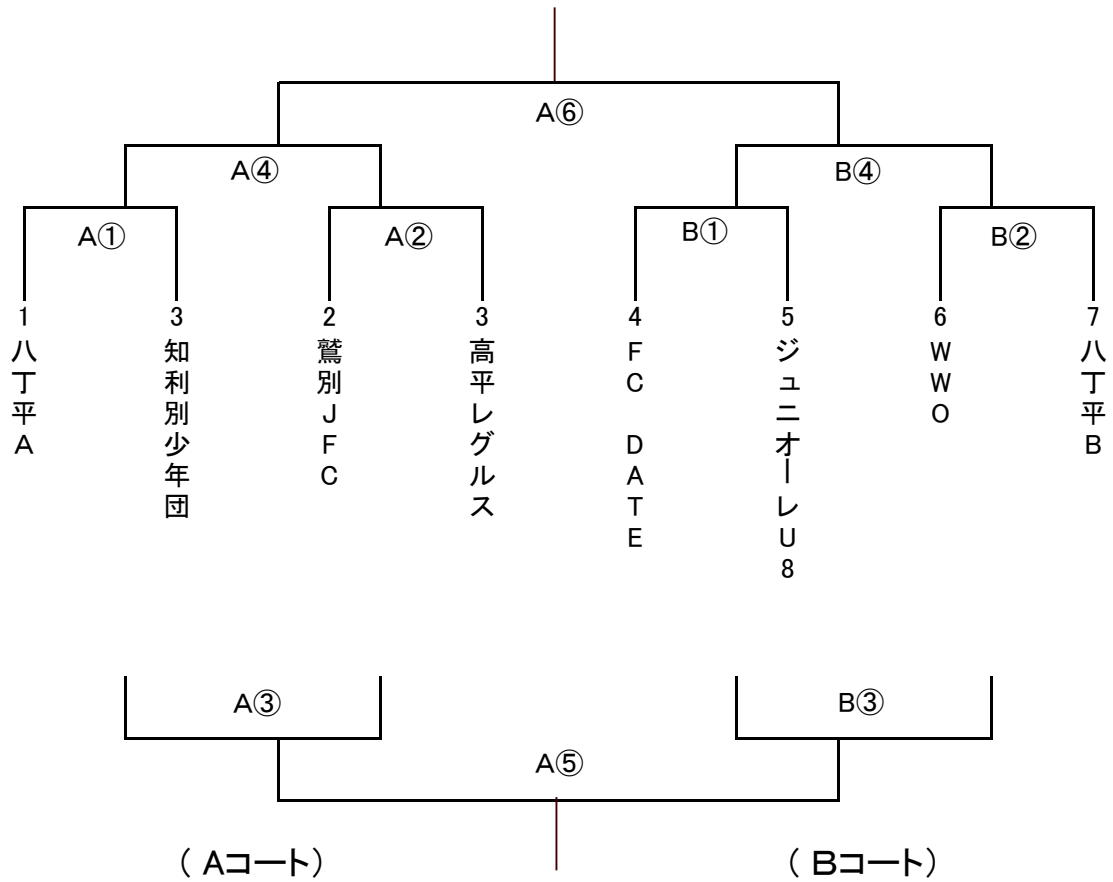 A⑥
A④
B④
A①
A②
B①
B②
1
3
2
3
4
5
6
7
八丁平A
知利別少年団
鷲別JFC
高平レグルス
FC DATE
ジュニオーレU8
WWO
八丁平B
A③
B③
A⑤
(Aコート)
(Bコート)